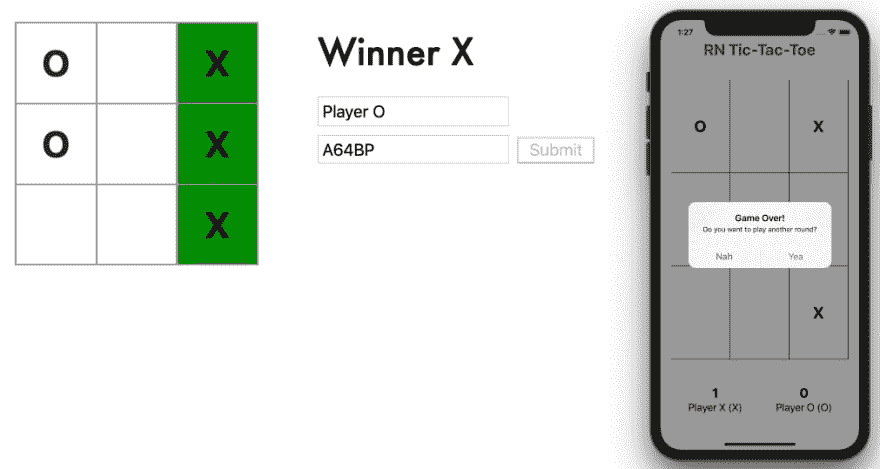 O X
O X
X
Winner X
Player O
A64BP
Submit
1:27
RN Tic-Tac-Toe
O X
Game Over!
Do you want to play another round?
Nah Yea
X
1 0
Player X (X) Player O (O)